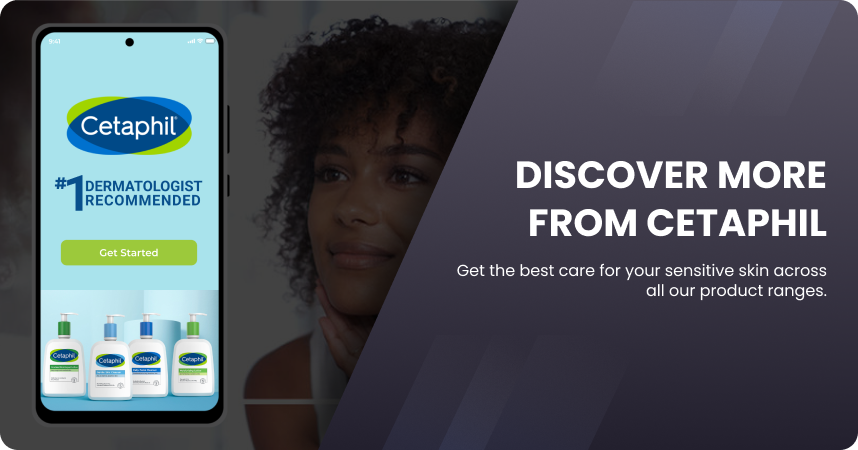 9:41
Cetaphil
#1 DERMATOLOGIST
RECOMMENDED
Get Started
Cetaphil
Cetaphil
Cetaphil
Cetaphil
DISCOVER MORE
FROM CETAPHIL
Get the best care for your sensitive skin across
all our product ranges.